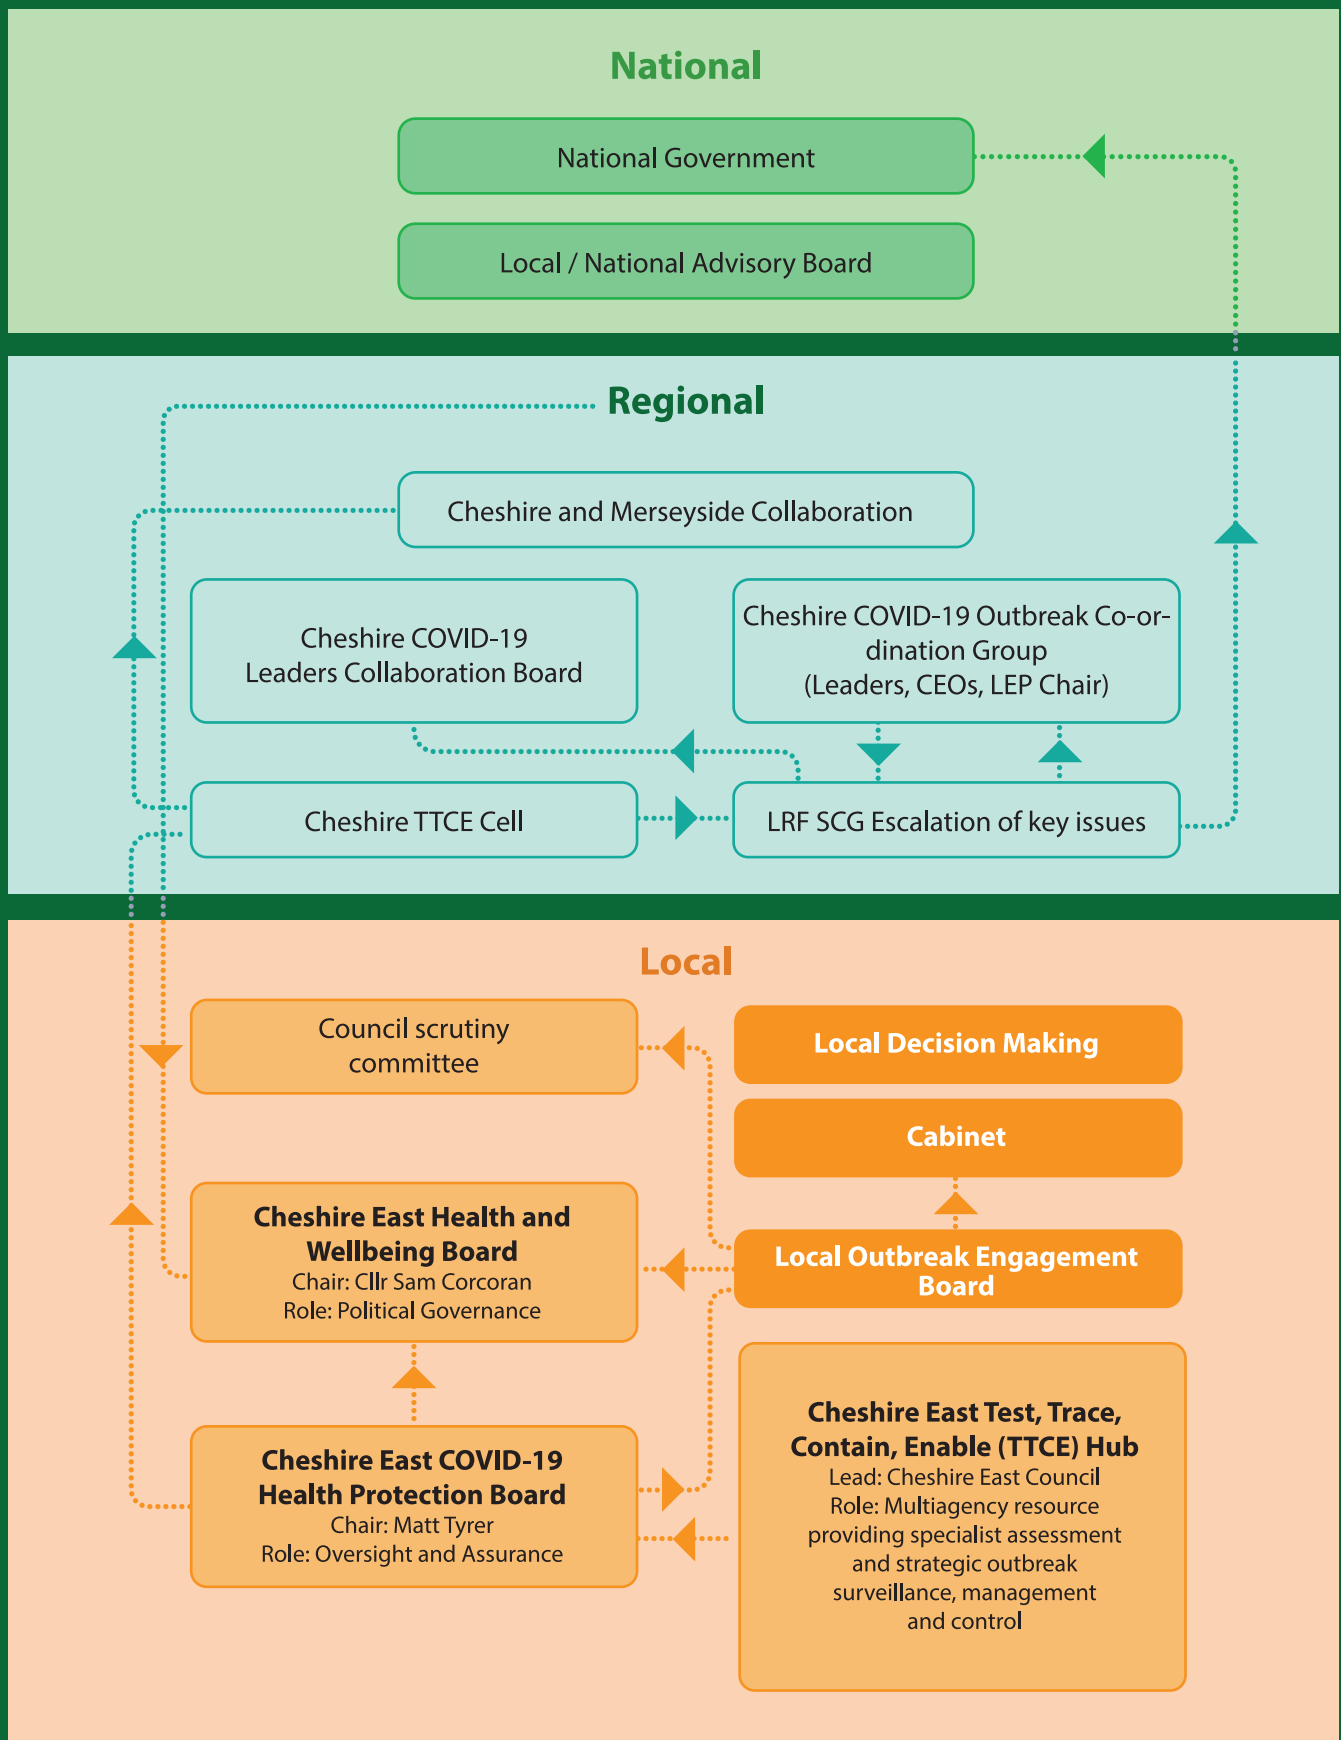 National
National Government
Local / National Advisory Board
Regional
Cheshire and Merseyside Collaboration
Cheshire COVID-19
Leaders Collaboration Board
Cheshire COVID-19 Outbreak Co-or-
dination Group
(Leaders, CEOs, LEP Chair)
Cheshire TTCE Cell
LRF SCG Escalation of key issues
Local
Council scrutiny
committee
Local Decision Making
Cabinet
Cheshire East Health and
Wellbeing Board
Chair: Cllr Sam Corcoran
Role: Political Governance
Local Outbreak Engagement
Board
Cheshire East COVID-19
Health Protection Board
Chair: Matt Tyrer
Role: Oversight and Assurance
Cheshire East Test, Trace,
Contain, Enable (TTCE) Hub
Lead: Cheshire East Council
Role: Multiagency resource
providing specialist assessment
and strategic outbreak
surveillance, management
and control